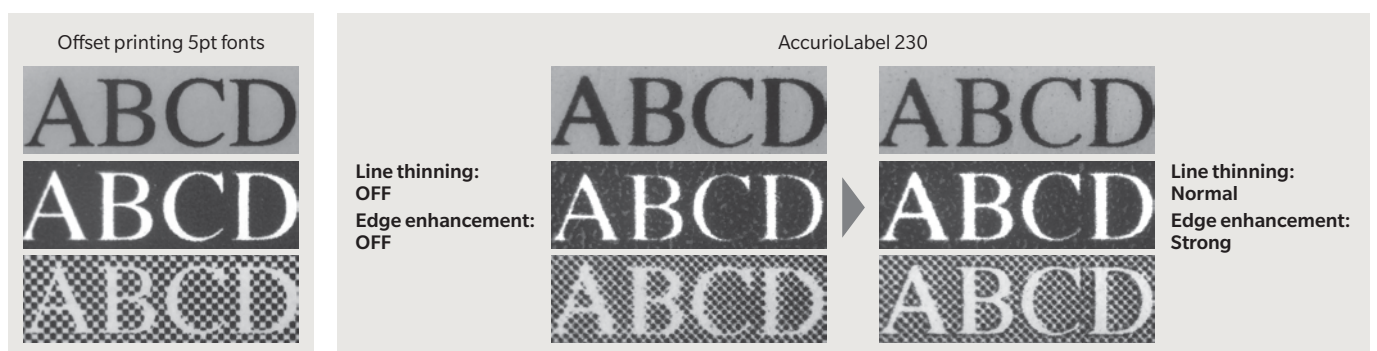 Offset printing 5pt fonts
ABCD
ABCD
ABCD
AccurioLabel 230
Line thinning:
OFF
Edge enhancement:
OFF
ABCD
ABCD
ABCD
ABCD
ABCD
ABCD
Line thinning:
Normal
Edge enhancement:
Strong